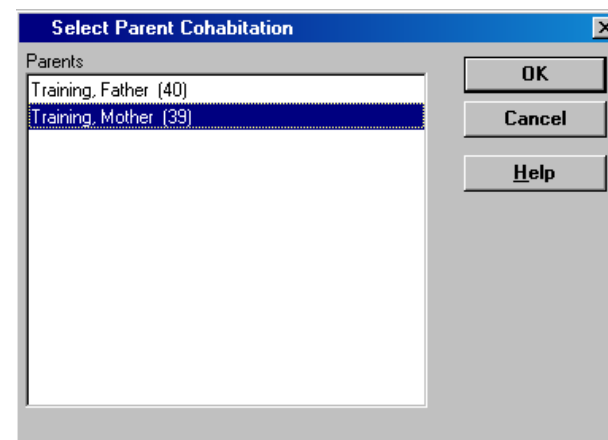 Select Parent Cohabitation
Parents
Training, Father (40)
Training, Mother (39)
OK
Cancel
Help